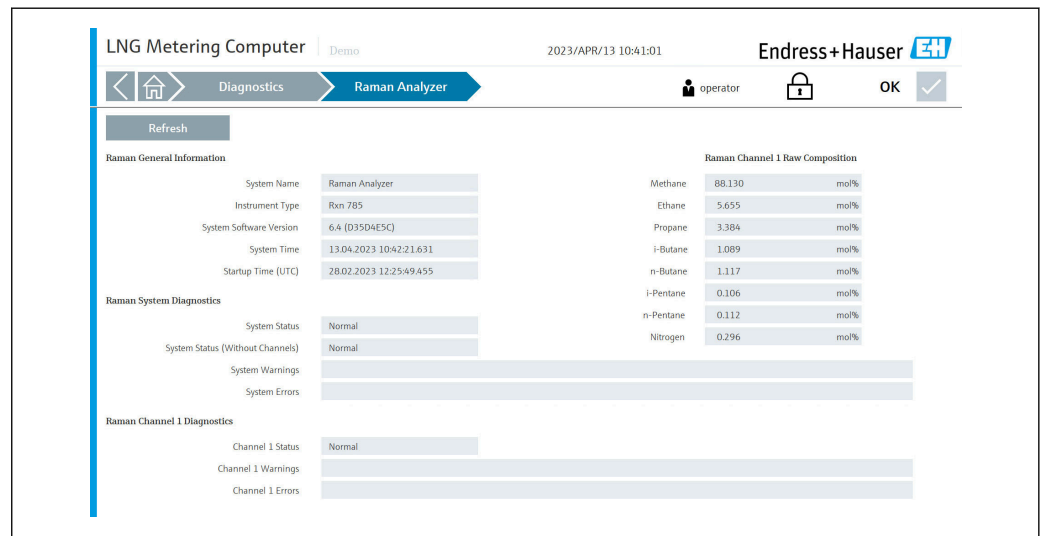 LNG Metering Computer Demo 2023/APR/13 10:41:01 Endress+Hauser EH
Diagnostics Raman Analyzer operator OK
Refresh
Raman General Information
System Name Raman Analyzer
Instrument Type Rxn 785
System Software Version 6.4 (D35D4E5C)
System Time 13.04.2023 10:42:21.631
Startup Time (UTC) 28.02.2023 12:25:49.455
Raman System Diagnostics
System Status Normal
System Status (Without Channels) Normal
System Warnings
System Errors
Raman Channel 1 Diagnostics
Channel 1 Status Normal
Channel 1 Warnings
Channel 1 Errors
Raman Channel 1 Raw Composition
Methane 88.130 mol%
Ethane 5.655 mol%
Propane 3.384 mol%
i-Butane 1.089 mol%
n-Butane 1.117 mol%
i-Pentane 0.106 mol%
n-Pentane 0.112 mol%
Nitrogen 0.296 mol%